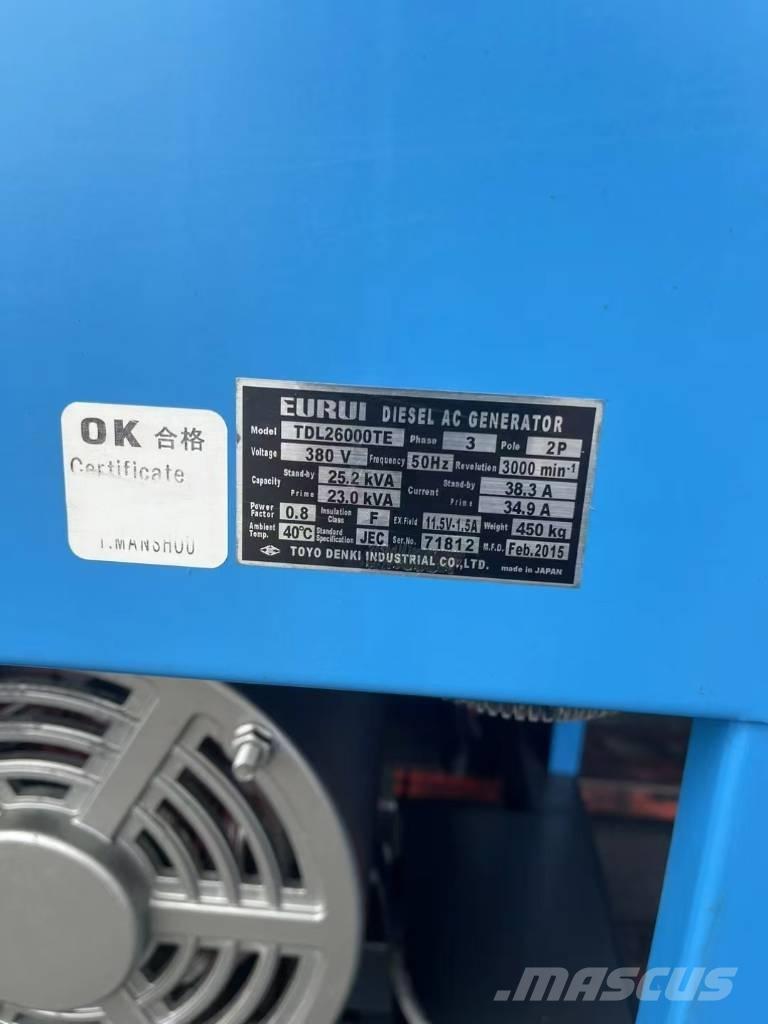 OK 合格
Certificate
T.MANSHOU
EURUI DIESEL AC GENERATOR
Model TDL26000TE Phase 3 Pole 2P
Voltage 380 V Frequency 50Hz Revolution 3000 min-1
Capacity Stand-by 25.2 kVA Current Stand-by 38.3 A
Prime 23.0 kVA Prime 34.9 A
Power Factor 0.8 Insulation Class F EX.Field 11.5V-1.5A Weight 450 kg
Ambient Temp. 40°C Standard Specification JEC Ser.No. 71812 M.F.D. Feb.2015
TOYO DENKI INDUSTRIAL CO.,LTD. made in JAPAN
MASCUS